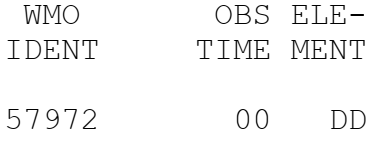 WMO OBS ELE-
IDENT TIME MENT
57972 00 DD